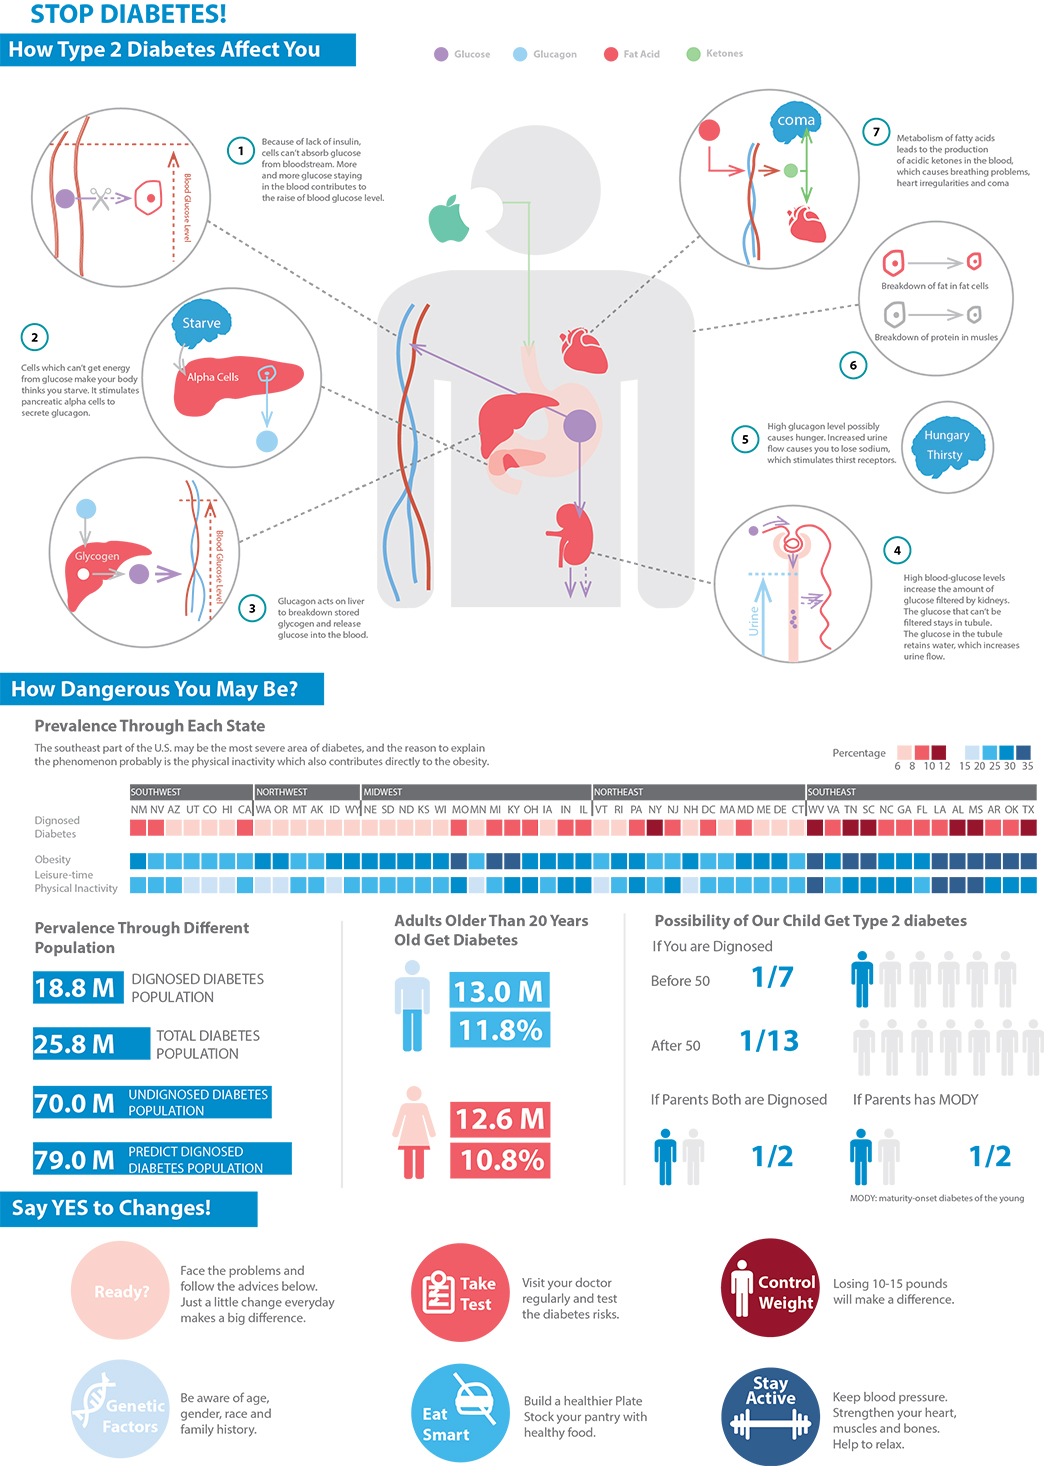 STOP DIABETES!
How Type 2 Diabetes Affect You
Glucose
Glucagon
Fat Acid
Ketones
1
Because of lack of insulin,
cells can't absorb glucose
from bloodstream. More
and more glucose staying
in the blood contributes to
the raise of blood glucose level.
Blood Glucose Level
2
Cells which can't get energy
from glucose make your body
thinks you starve. It stimulates
pancreatic alpha cells to
secrete glucagon.
Starve
Alpha Cells
Glycogen
Blood Glucose Level
3
Glucagon acts on liver
to breakdown stored
glycogen and release
glucose into the blood.
coma
7
Metabolism of fatty acids
leads to the production
of acidic ketones in the blood,
which causes breathing problems,
heart irregularities and coma
Breakdown of fat in fat cells
Breakdown of protein in musles
6
5
High glucagon level possibly
causes hunger. Increased urine
flow causes you to lose sodium,
which stimulates thirst receptors.
Hungary
Thirsty
Urine
4
High blood-glucose levels
increase the amount of
glucose filtered by kidneys.
The glucose that can't be
filtered stays in tubule.
The glucose in the tubule
retains water, which increases
urine flow.
How Dangerous You May Be?
Prevalence Through Each State
The southeast part of the U.S. may be the most severe area of diabetes, and the reason to explain
the phenomenon probably is the physical inactivity which also contributes directly to the obesity.
Percentage
6 8 10 12 15 20 25 30 35
SOUTHWEST NORTHWEST MIDWEST NORTHEAST SOUTHEAST
NM NV AZ UT CO HI CA WA OR MT AK ID WY NE SD ND KS WI MO MN MI KY OH IA IN IL VT RI PA NY NJ NH DC MA MD ME DE CT WV VA TN SC NC GA FL LA AL MS AR OK TX
Dignosed
Diabetes
Obesity
Leisure-time
Physical Inactivity
Pervalence Through Different
Population
18.8 M DIGNOSED DIABETES
POPULATION
25.8 M TOTAL DIABETES
POPULATION
70.0 M UNDIGNOSED DIABETES
POPULATION
79.0 M PREDICT DIGNOSED
DIABETES POPULATION
Adults Older Than 20 Years
Old Get Diabetes
13.0 M
11.8%
12.6 M
10.8%
Possibility of Our Child Get Type 2 diabetes
If You are Dignosed
Before 50 1/7
After 50 1/13
If Parents Both are Dignosed
1/2
If Parents has MODY
1/2
MODY: maturity-onset diabetes of the young
Say YES to Changes!
Ready?
Face the problems and
follow the advices below.
Just a little change everyday
makes a big difference.
Take
Test
Visit your doctor
regularly and test
the diabetes risks.
Control
Weight
Losing 10-15 pounds
will make a difference.
Genetic
Factors
Be aware of age,
gender, race and
family history.
Eat
Smart
Build a healthier Plate
Stock your pantry with
healthy food.
Stay
Active
Keep blood pressure.
Strengthen your heart,
muscles and bones.
Help to relax.